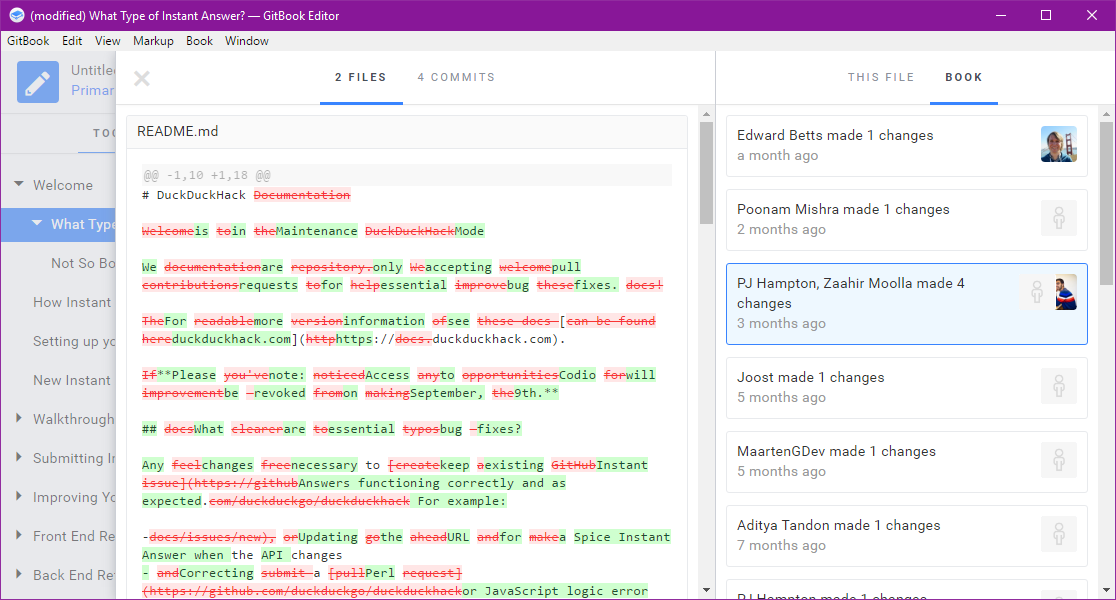 (modified) What Type of Instant Answer? — GitBook Editor
GitBook Edit View Markup Book Window
Untitle
Primar
TOC
Welcome
What Type
Not So Bo
How Instant
Setting up yo
New Instant
Walkthrough
Submitting In
Improving Yo
Front End Re
Back End Re
2 FILES 4 COMMITS
README.md
@@ -1,10 +1,18 @@
# DuckDuckHack Documentation
Welcomeis toin theMaintenance DuckDuckHackMode
We documentationare repository.only Weaccepting welcomepull
contributionsrequests tofor helpessential improvebug thesefixes. docs!
TheFor readablemore versioninformation ofsee these docs [can be found
hereduckduckhack.com](httphttps://docs.duckduckhack.com).
If**Please you'venote: noticedAccess anyto opportunitiesCodio forwill
improvementbe -revoked fromon makingSeptember, the9th.**
## docsWhat clearerare toessential typosbug -fixes?
Any feelchanges freenecessary to [createkeep aexisting GitHubInstant
issue](https://githubAnswers functioning correctly and as
expected.com/duckduckgo/duckduckhack For example:
-docs/issues/new), orUpdating gothe aheadURL andfor makea Spice Instant
Answer when the API changes
- andCorrecting submit a [pullPerl request]
(https://github.com/duckduckgo/duckduckhackor JavaScript logic error
THIS FILE BOOK
Edward Betts made 1 changes
a month ago
Poonam Mishra made 1 changes
2 months ago
PJ Hampton, Zaahir Moolla made 4
changes
3 months ago
Joost made 1 changes
5 months ago
MaartenGDev made 1 changes
5 months ago
Aditya Tandon made 1 changes
7 months ago
PJ Hampton made 1 changes